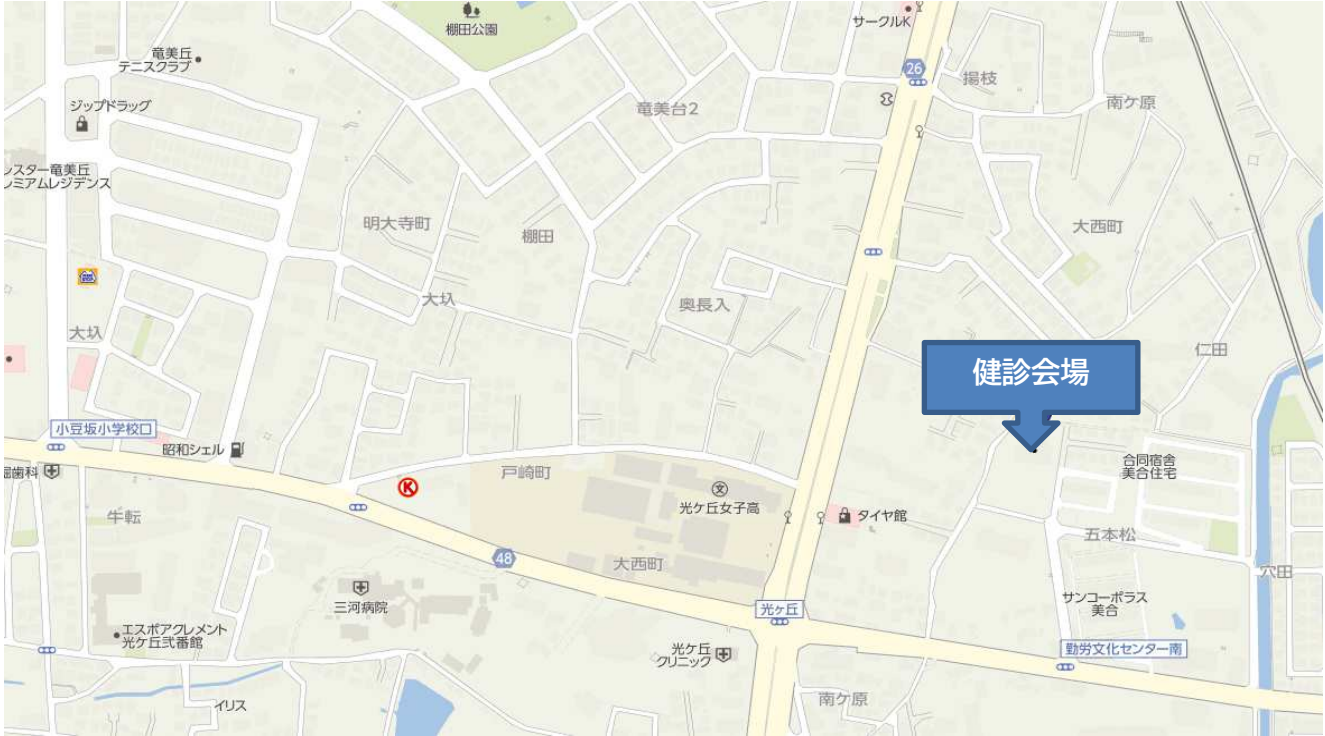 サークルK
棚田公園
竜美丘
テニスクラブ
26
揚枝
ジップドラッグ
竜美台2
南ケ原
レスター竜美丘
レミアムレジデンス
明大寺町
棚田
大西町
大圦
奥長入
大圦
仁田
健診会場
小豆坂小学校口
昭和シェル
歯科
K
戸崎町
文
光ケ丘女子高
合同宿舎
美合住宅
牛転
タイヤ館
五本松
48
大西町
穴田
三河病院
光ヶ丘
サンコーポラス
美合
エスポアクレメント
光ケ丘弐番館
光ケ丘
クリニック
勤労文化センター南
イリス
南ケ原